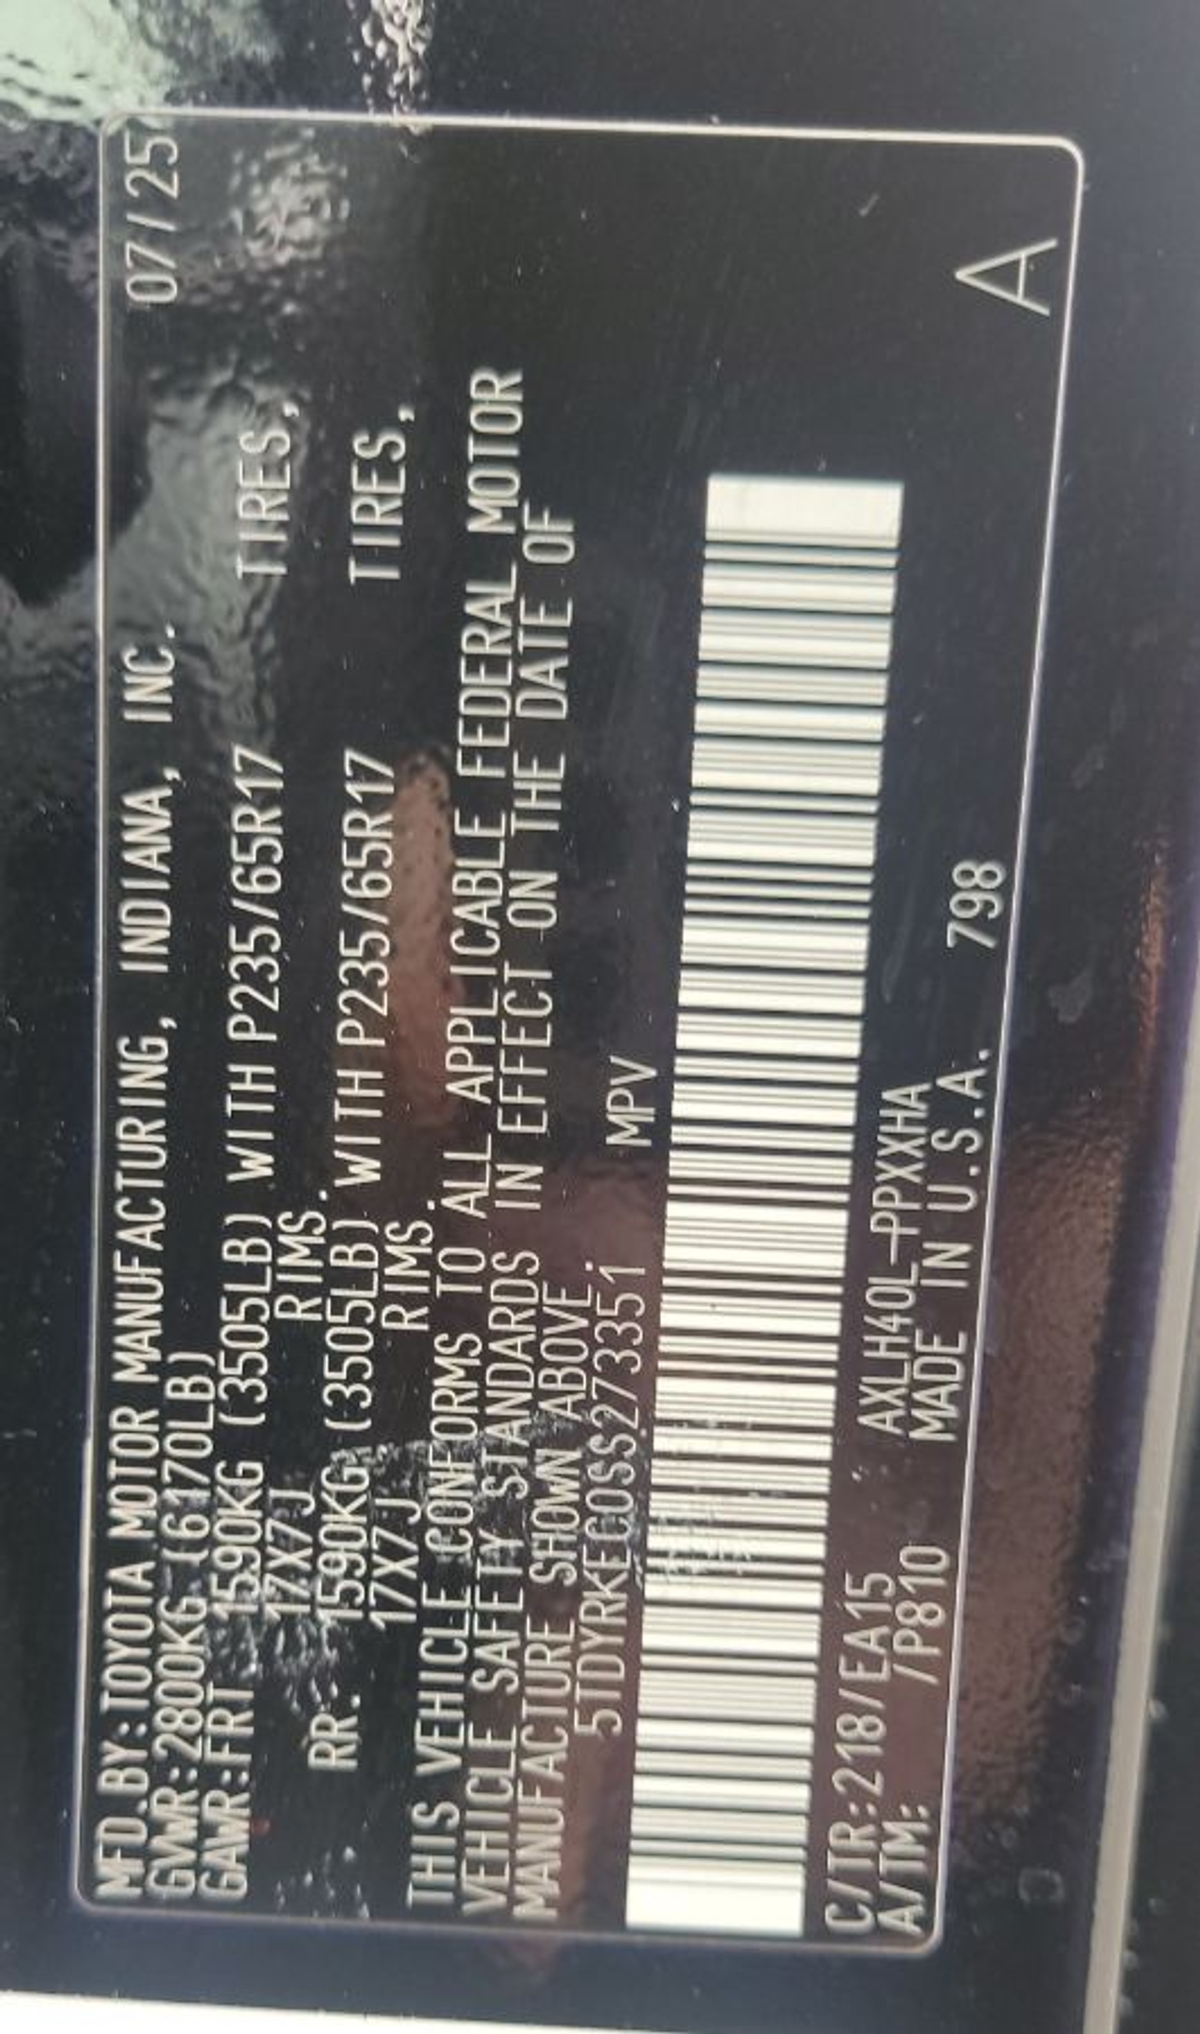 MFD.BY:TOYOTA MOTOR MANUFACTURING, INDIANA, INC. 07/25
GVWR:2800KG (6170LB)
GAWR:FRT. 1590KG (3505LB) WITH P235/65R17 TIRES,
17X7J RIMS.
RR. 1590KG (3505LB) WITH P235/65R17 TIRES,
17X7J RIMS.
THIS VEHICLE CONFORMS TO ALL APPLICABLE FEDERAL MOTOR
VEHICLE SAFETY STANDARDS IN EFFECT ON THE DATE OF
MANUFACTURE SHOWN ABOVE.
5TDYRKEC0SS273351 MPV
C/TR:218/EA15 AXLH40L-PPXXHA
A/TM: /P810 MADE IN U.S.A. 798
A